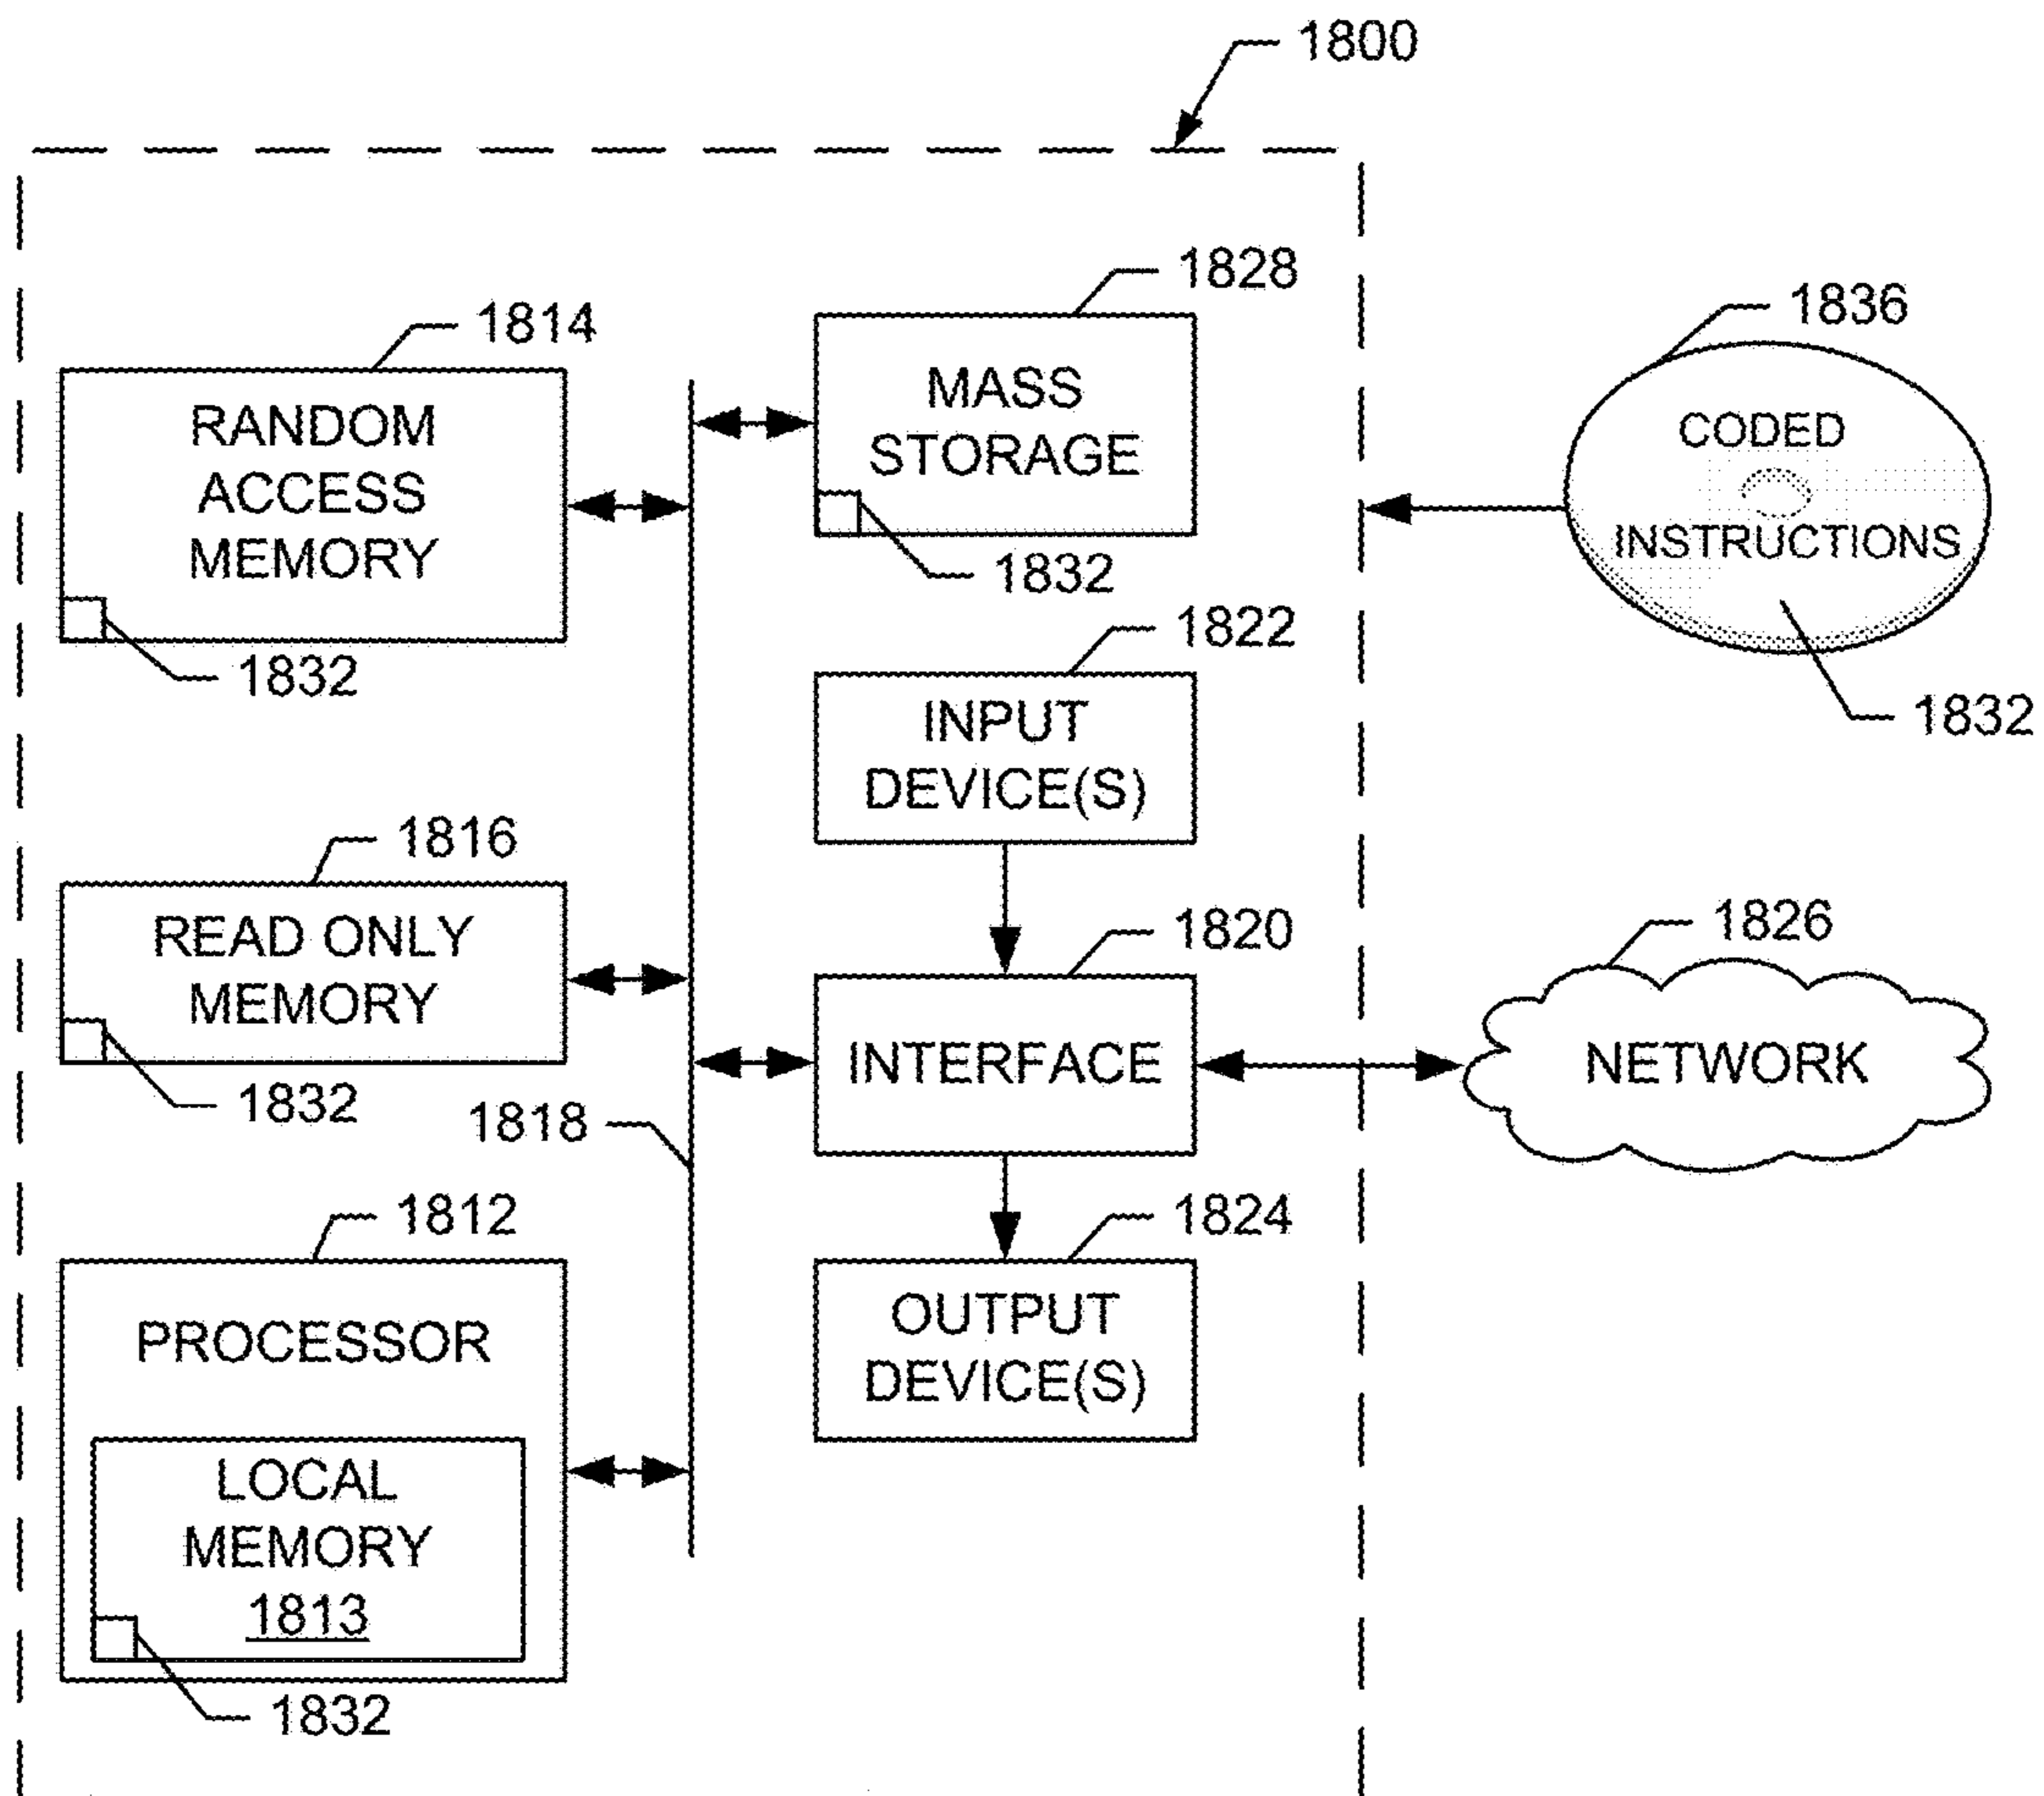 1800
1828
MASS
STORAGE
1832
1814
RANDOM
ACCESS
MEMORY
1832
1836
CODED
INSTRUCTIONS
1832
1822
INPUT
DEVICE(S)
1816
READ ONLY
MEMORY
1832
1820
INTERFACE
1826
NETWORK
1818
1812
PROCESSOR
LOCAL
MEMORY
1813
1832
1824
OUTPUT
DEVICE(S)